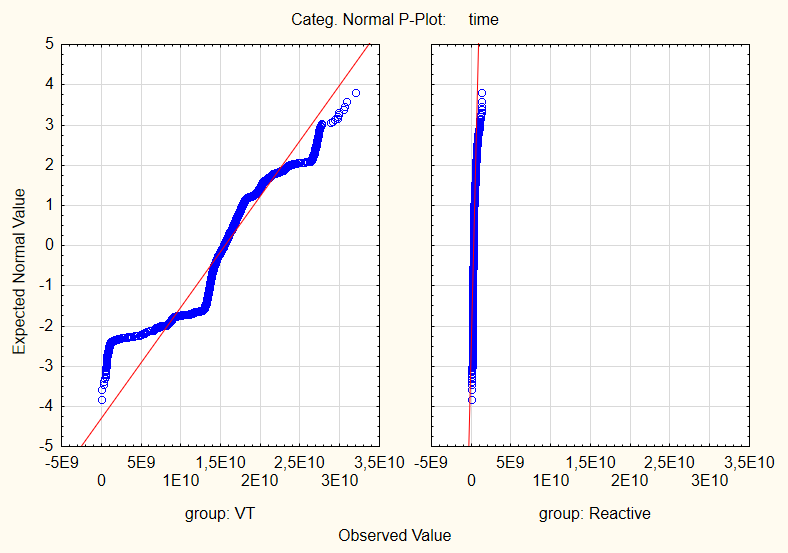 Categ. Normal P-Plot: time
Expected Normal Value
5
4
3
2
1
0
-1
-2
-3
-4
-5
-5E9 5E9 1,5E10 2,5E10 3,5E10
0 1E10 2E10 3E10
group: VT
-5E9 5E9 1,5E10 2,5E10 3,5E10
0 1E10 2E10 3E10
group: Reactive
Observed Value